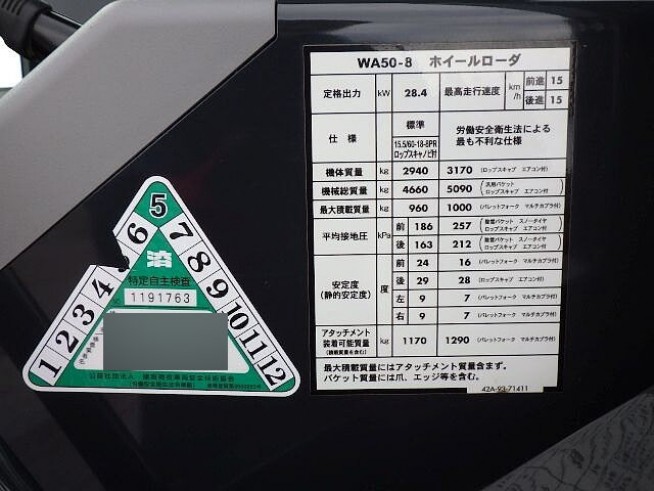 WA50-8 ホイールローダ
定格出力 kW 28.4 最高走行速度 km/h 前進 15
後進 15
仕様 標準 15.5/60-18-8PR ロップスキャノピ付 労働安全衛生法による 最も不利な仕様
機体質量 kg 2940 3170 (ロップスキャブ エアコン付)
機械総質量 kg 4660 5090 (汎用バケット ロップスキャブ エアコン付)
最大積載質量 kg 960 1000 (パレットフォーク マルチカプラ付)
平均接地圧 kPa 前 186 257 (除雪バケット スノータイヤ ロップスキャブ エアコン付)
後 163 212 (除雪バケット スノータイヤ ロップスキャブ エアコン付)
安定度 (静的安定度) 度 前 24 16 (パレットフォーク マルチカプラ付)
後 29 28 (ロップスキャブ エアコン付)
左 9 7 (パレットフォーク マルチカプラ付)
右 9 7 (パレットフォーク マルチカプラ付)
アタッチメント 装着可能質量 (積載質量を含む) kg 1170 1290 (パレットフォーク マルチカプラ付)
最大積載質量にはアタッチメント質量含まず。
バケット質量には爪、エッジ等を含む。
42A-93-71411
5
6 7
8
4 9
3 10
2 11
1 12
済
特定自主検査
No. 1191763